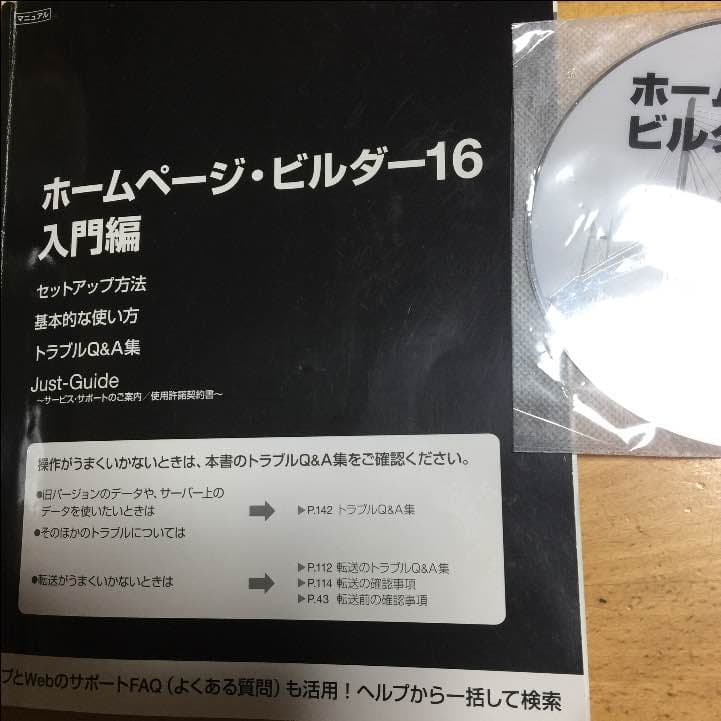 マニュアル
ホームページ・ビルダー16
入門編
セットアップ方法
基本的な使い方
トラブルQ&A集
Just-Guide
～サービス・サポートのご案内／使用許諾契約書～
操作がうまくいかないときは、本書のトラブルQ&A集をご確認ください。
●旧バージョンのデータや、サーバー上の
データを使いたいときは
▶P.142 トラブルQ&A集
●そのほかのトラブルについては
●転送がうまくいかないときは
▶P.112 転送のトラブルQ&A集
▶P.114 転送の確認事項
▶P.43 転送前の確認事項
プとWebのサポートFAQ（よくある質問）も活用！ヘルプから一括して検索
ホーム
ビルダ